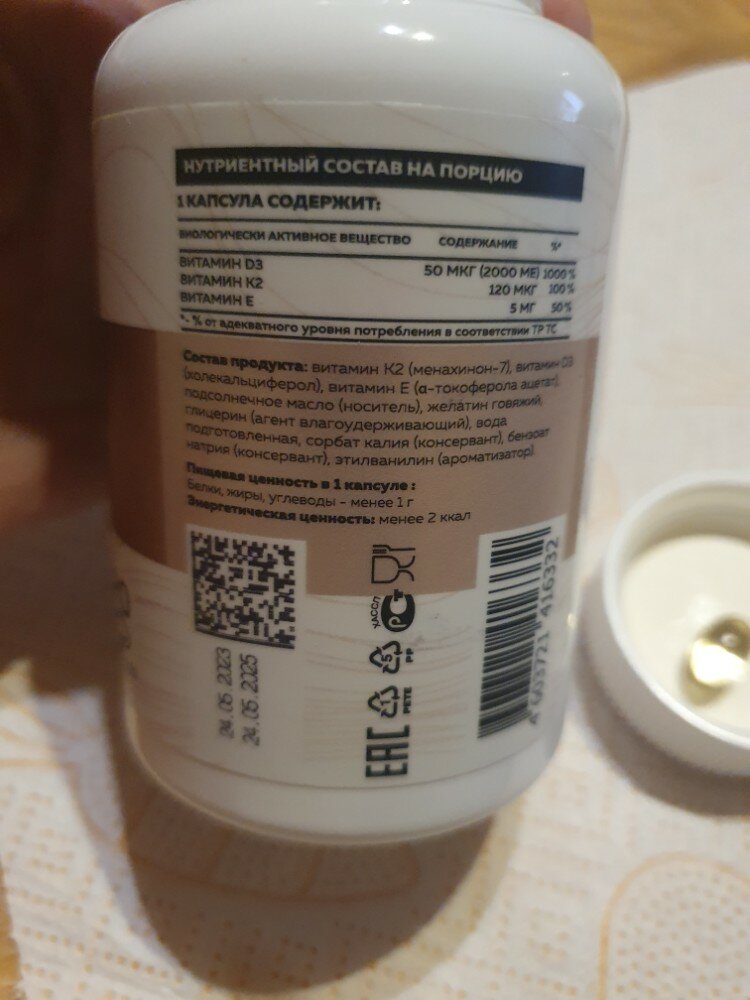 НУТРИЕНТНЫЙ СОСТАВ НА ПОРЦИЮ
1 КАПСУЛА СОДЕРЖИТ:
БИОЛОГИЧЕСКИ АКТИВНОЕ ВЕЩЕСТВО СОДЕРЖАНИЕ %*
ВИТАМИН D3 50 МКГ (2000 МЕ) 1000 %
ВИТАМИН К2 120 МКГ 100 %
ВИТАМИН Е 5 МГ 50 %
*- % от адекватного уровня потребления в соответствии ТР ТС
Состав продукта: витамин К2 (менахинон-7), витамин D3
(холекальциферол), витамин Е (α-токоферола ацетат),
подсолнечное масло (носитель), желатин говяжий,
глицерин (агент влагоудерживающий), вода
подготовленная, сорбат калия (консервант), бензоат
натрия (консервант), этилванилин (ароматизатор).
Пищевая ценность в 1 капсуле :
Белки, жиры, углеводы – менее 1 г
Энергетическая ценность: менее 2 ккал
24.05.2023
24.05.2025
ЕАС
1
PETE
5
PP
ХАССП
РСТ
4 603721 416332